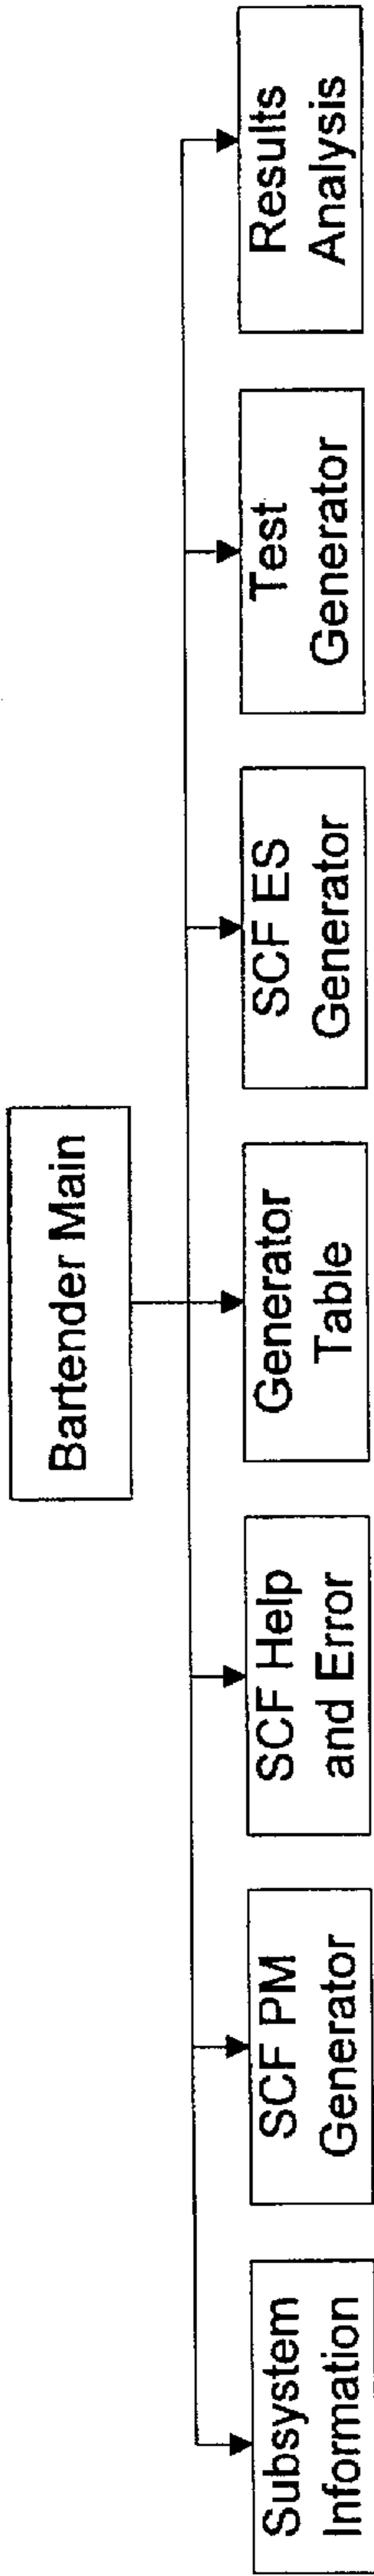 Bartender Main
Subsystem
Information
SCF PM
Generator
SCF Help
and Error
Generator
Table
SCF ES
Generator
Test
Generator
Results
Analysis